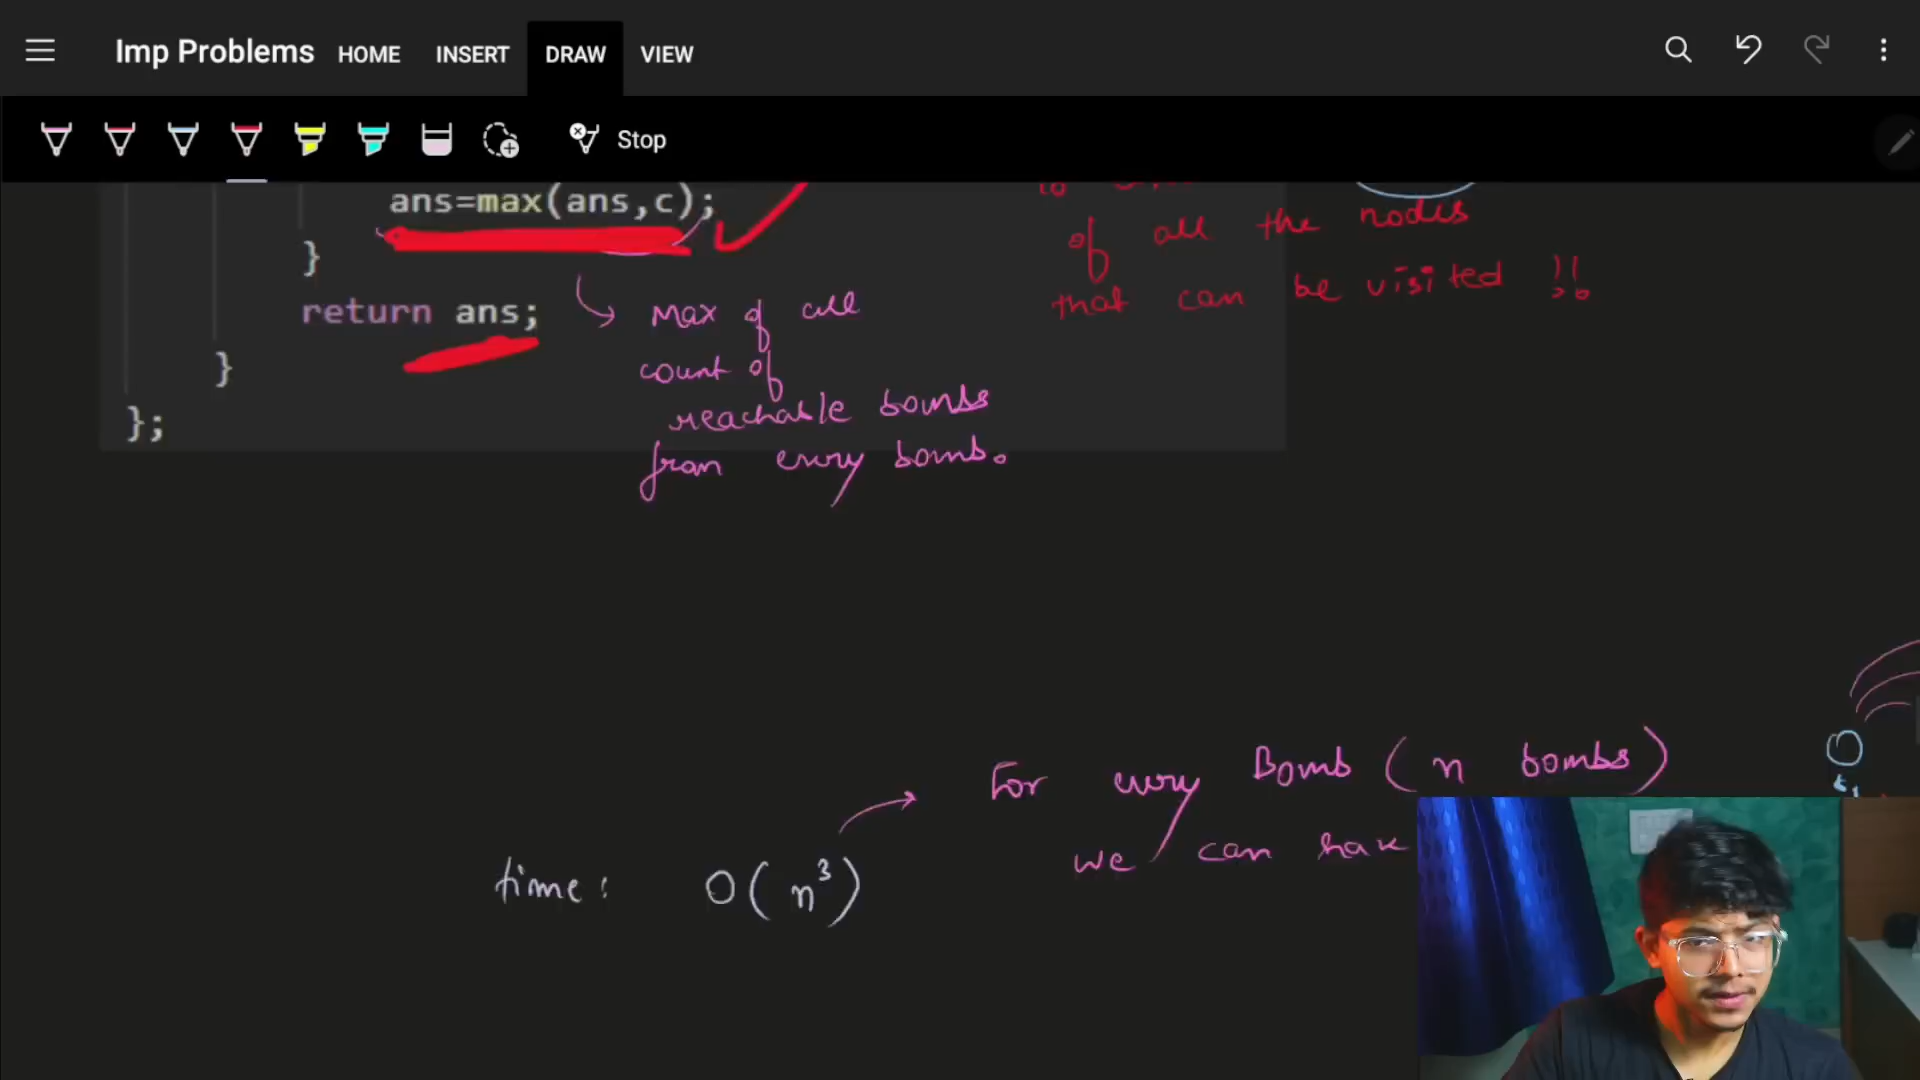 Imp Problems HOME INSERT DRAW VIEW
Stop
ans=max(ans,c);
}
return ans;
}
};
of all the nodes
that can be visited !!
Max of all
count of
reachable bombs
from every bomb.
For every Bomb (n bombs)
we can have
time: O(n³)